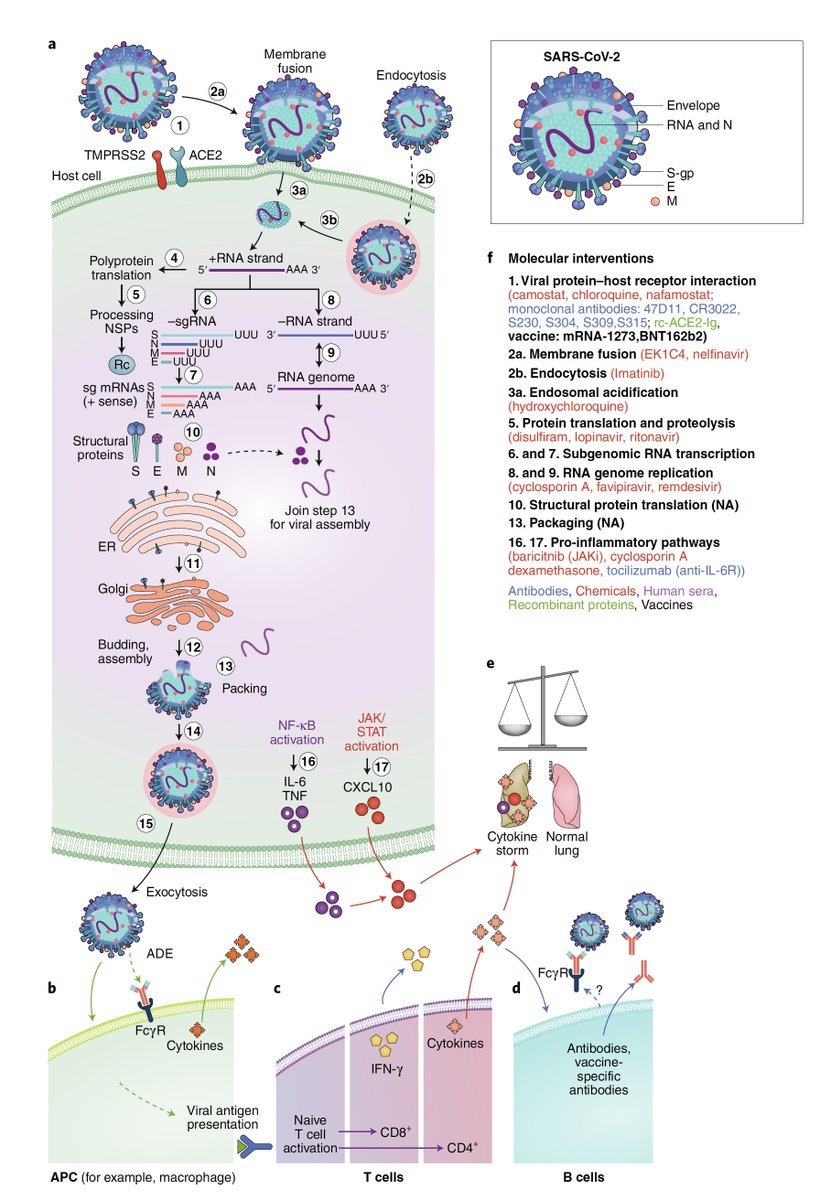 a
Membrane
fusion
Endocytosis
2a
1
TMPRSS2
ACE2
Host cell
2b
3a
3b
+RNA strand
5′ AAA 3′
4
Polyprotein
translation
5
Processing
NSPs
Rc
6
–sgRNA
S UUU
N UUU
M UUU
E UUU
7
sg mRNAs
(+ sense)
S AAA
N AAA
M AAA
E AAA
8
–RNA strand
3′ UUU 5′
9
RNA genome
5′ AAA 3′
10
Structural
proteins
S E M N
Join step 13
for viral assembly
ER
11
Golgi
12
Budding,
assembly
13
Packing
14
NF-κB
activation
16
IL-6
TNF
JAK/
STAT
activation
17
CXCL10
15
Exocytosis
ADE
SARS-CoV-2
Envelope
RNA and N
S-gp
E
M
f Molecular interventions
1. Viral protein–host receptor interaction
(camostat, chloroquine, nafamostat;
monoclonal antibodies: 47D11, CR3022,
S230, S304, S309,S315; rc-ACE2-Ig,
vaccine: mRNA-1273,BNT162b2)
2a. Membrane fusion (EK1C4, nelfinavir)
2b. Endocytosis (Imatinib)
3a. Endosomal acidification
(hydroxychloroquine)
5. Protein translation and proteolysis
(disulfiram, lopinavir, ritonavir)
6. and 7. Subgenomic RNA transcription
8. and 9. RNA genome replication
(cyclosporin A, favipiravir, remdesivir)
10. Structural protein translation (NA)
13. Packaging (NA)
16. 17. Pro-inflammatory pathways
(baricitnib (JAKi), cyclosporin A
dexamethasone, tocilizumab (anti-IL-6R))
Antibodies, Chemicals, Human sera,
Recombinant proteins, Vaccines
e
Cytokine
storm
Normal
lung
b
FcγR
Cytokines
Viral antigen
presentation
APC (for example, macrophage)
c
IFN-γ
Cytokines
Naive
T cell
activation
CD8+
CD4+
T cells
d
FcγR
?
Antibodies,
vaccine-
specific
antibodies
B cells